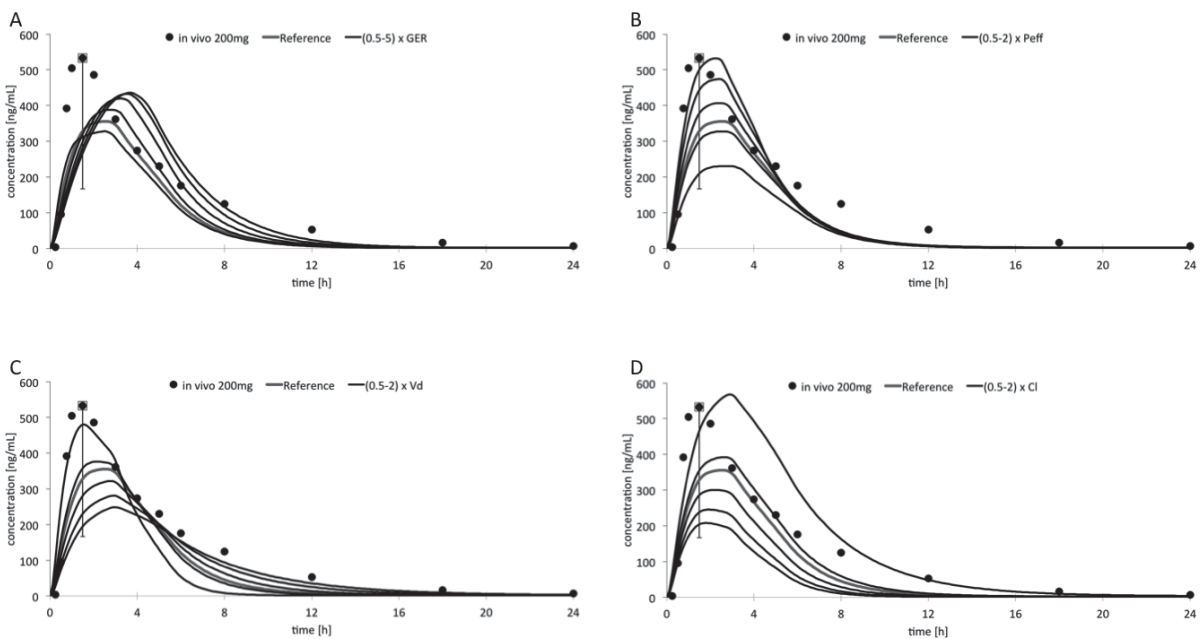 A
in vivo 200mg Reference (0.5-5) x GER
concentration [ng/mL]
600
500
400
300
200
100
0
0 4 8 12 16 20 24
time [h]
B
in vivo 200mg Reference (0.5-2) x Peff
concentration [ng/mL]
600
500
400
300
200
100
0
0 4 8 12 16 20 24
time [h]
C
in vivo 200mg Reference (0.5-2) x Vd
concentration [ng/mL]
600
500
400
300
200
100
0
0 4 8 12 16 20 24
time [h]
D
in vivo 200mg Reference (0.5-2) x Cl
concentration [ng/mL]
600
500
400
300
200
100
0
0 4 8 12 16 20 24
time [h]